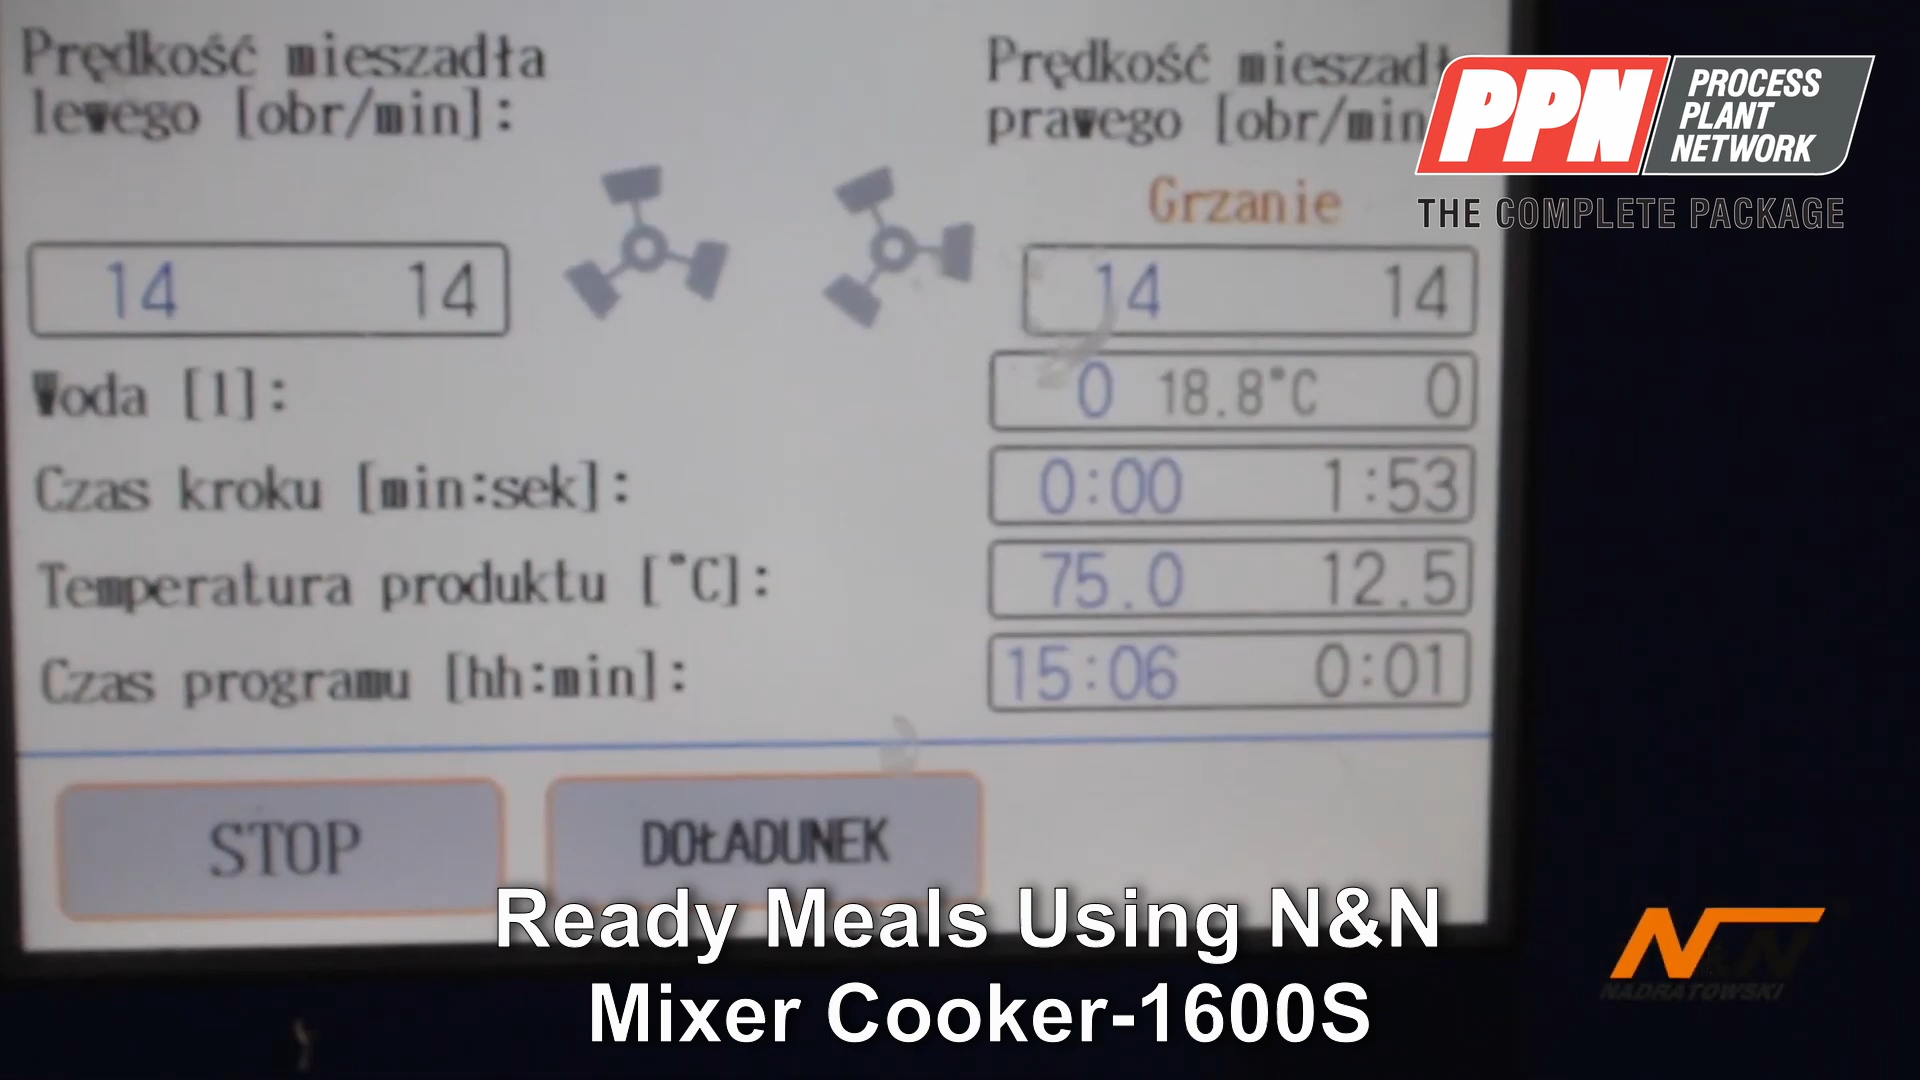 Prędkość mieszadła
lewego [obr/min]:
14 14
Prędkość mieszadł
prawego [obr/min
Grzanie
14 14
Woda [l]:
0 18.8°C 0
Czas kroku [min:sek]:
0:00 1:53
Temperatura produktu [°C]:
75.0 12.5
Czas programu [hh:min]:
15:06 0:01
STOP
DOŁADUNEK
PPN PROCESS
PLANT
NETWORK
THE COMPLETE PACKAGE
Ready Meals Using N&N
Mixer Cooker-1600S
N&N
NADRATOWSKI